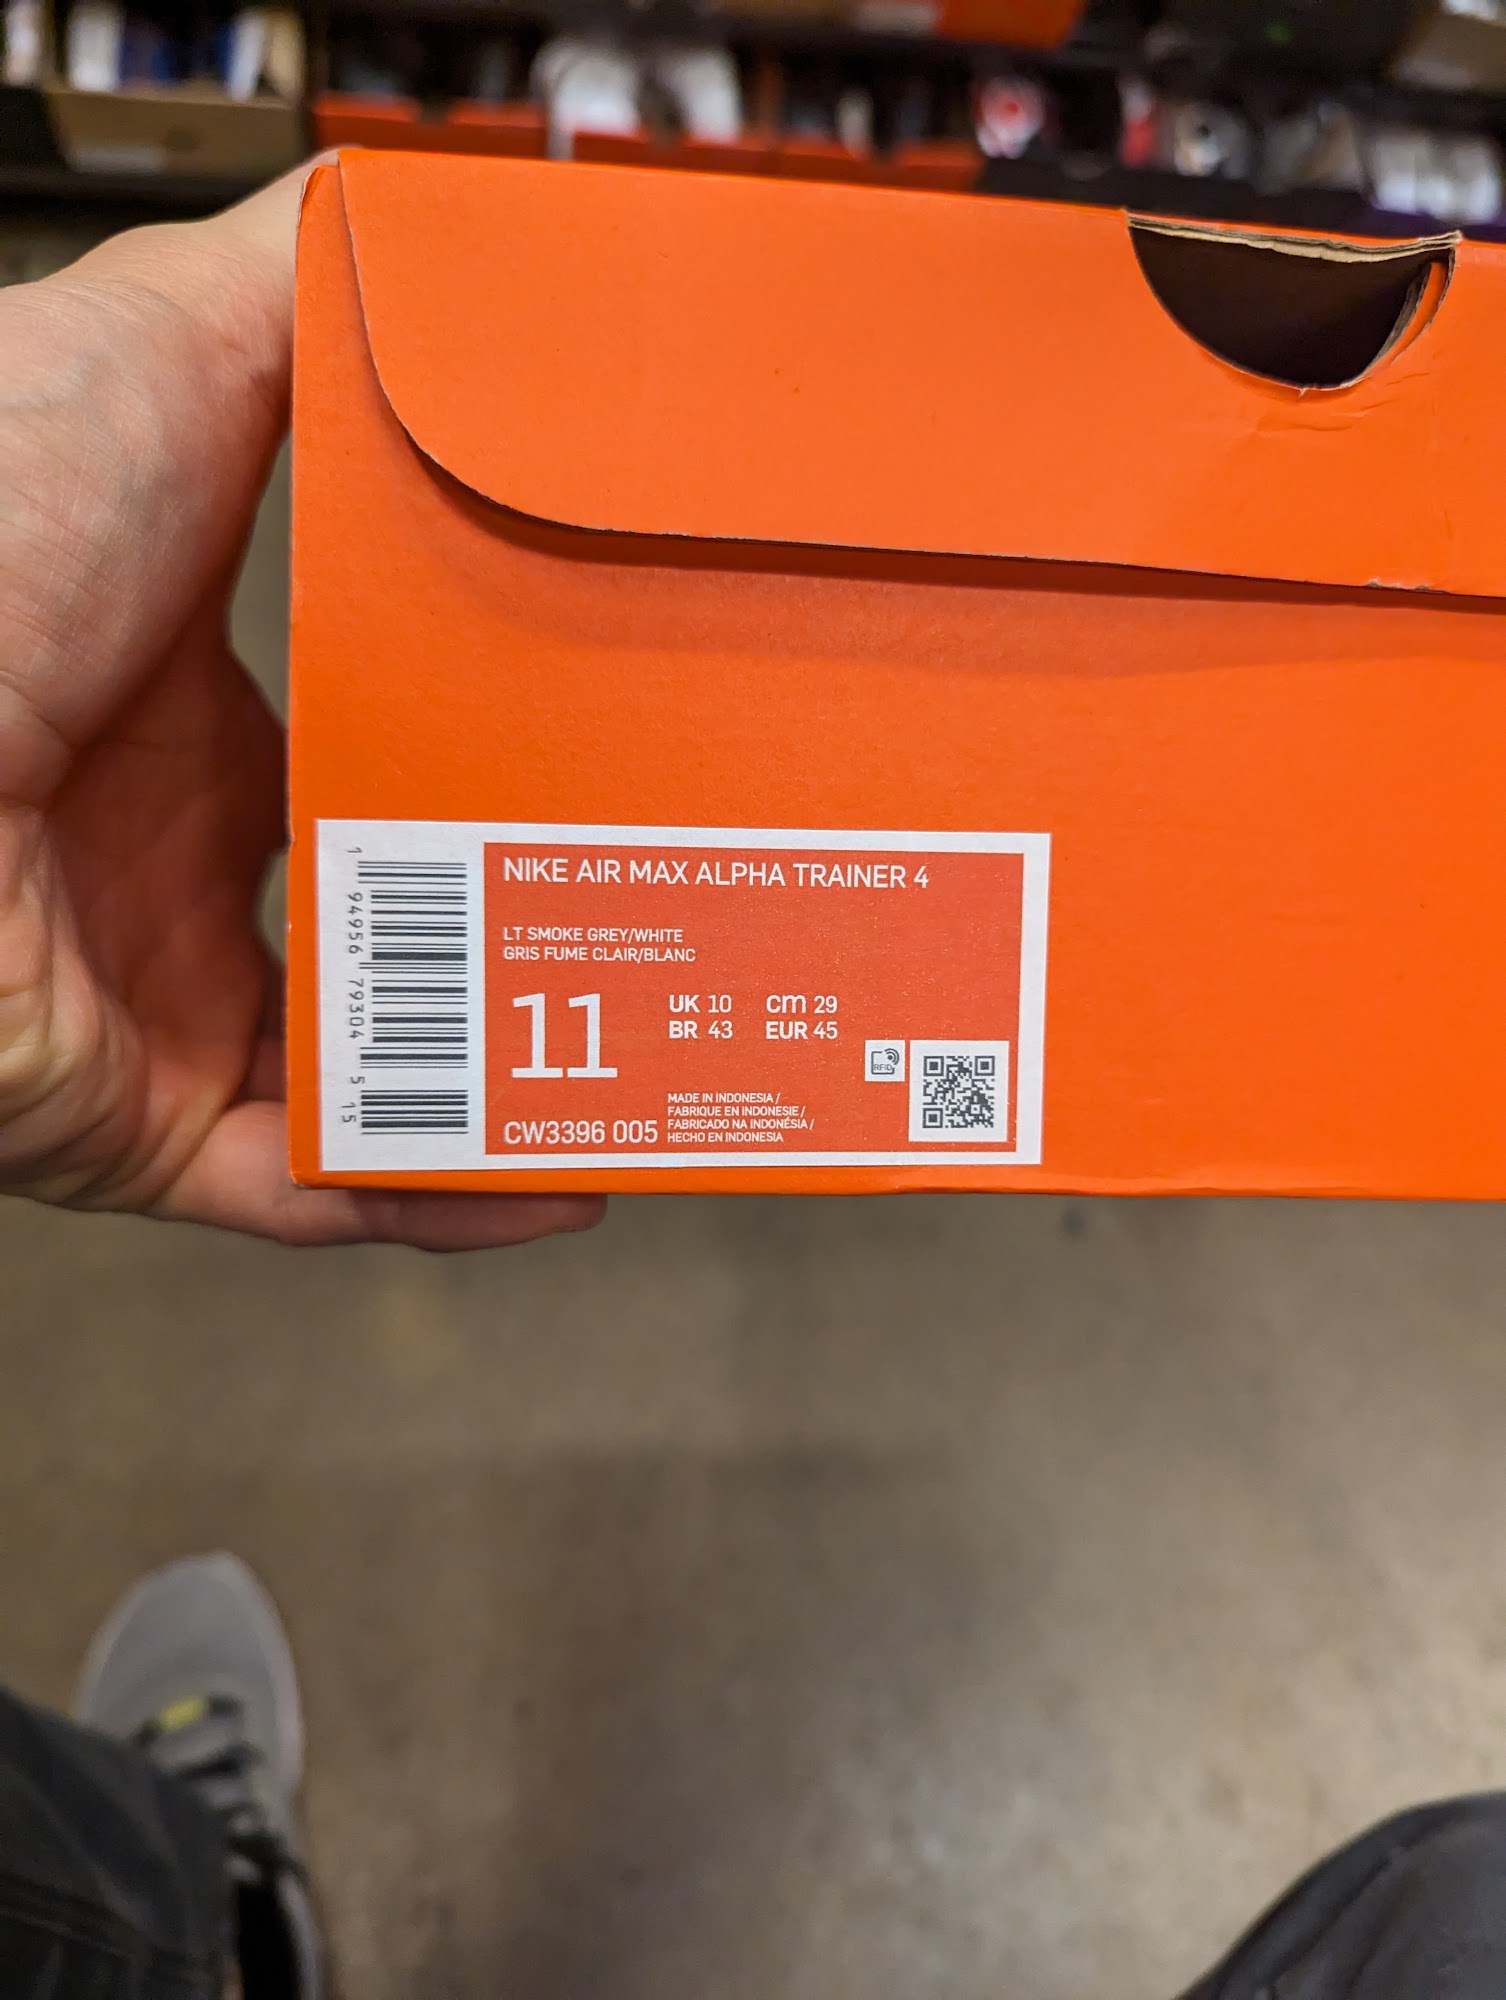 NIKE AIR MAX ALPHA TRAINER 4
LT SMOKE GREY/WHITE
GRIS FUME CLAIR/BLANC
11
UK 10 cm 29
BR 43 EUR 45
RFID
MADE IN INDONESIA /
FABRIQUE EN INDONESIE /
FABRICADO NA INDONÉSIA /
HECHO EN INDONESIA
CW3396 005
1 94956 79304 5 15